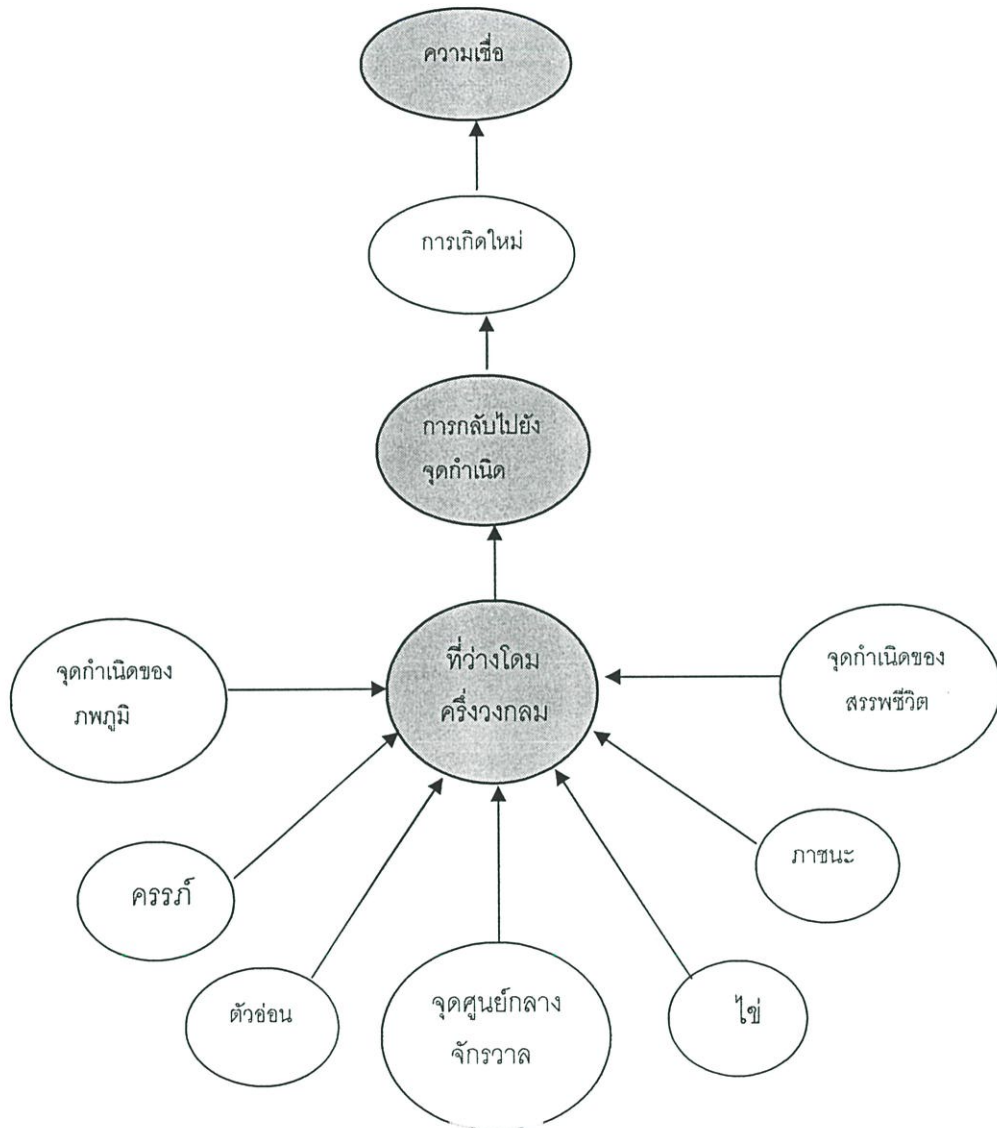 ความเชื่อ
การเกิดใหม่
การกลับไปยัง
จุดกำเนิด
ที่ว่างโดม
ครึ่งวงกลม
จุดกำเนิดของ
ภพภูมิ
จุดกำเนิดของ
สรรพชีวิต
ครรภ์
ภาชนะ
ตัวอ่อน
จุดศูนย์กลาง
จักรวาล
ไข่